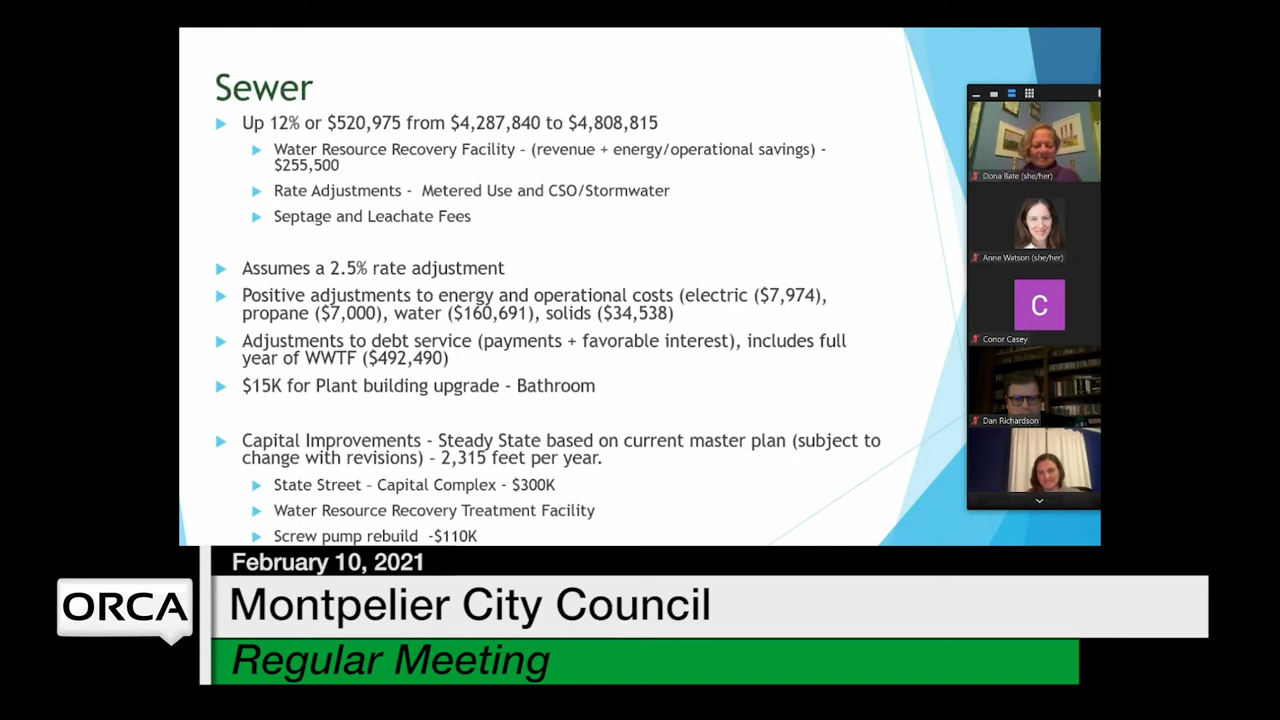 Sewer
Up 12% or $520,975 from $4,287,840 to $4,808,815
Water Resource Recovery Facility – (revenue + energy/operational savings) -
$255,500
Rate Adjustments - Metered Use and CSO/Stormwater
Septage and Leachate Fees
Assumes a 2.5% rate adjustment
Positive adjustments to energy and operational costs (electric ($7,974),
propane ($7,000), water ($160,691), solids ($34,538)
Adjustments to debt service (payments + favorable interest), includes full
year of WWTF ($492,490)
$15K for Plant building upgrade - Bathroom
Capital Improvements - Steady State based on current master plan (subject to
change with revisions) – 2,315 feet per year.
State Street – Capital Complex - $300K
Water Resource Recovery Treatment Facility
Screw pump rebuild -$110K
Dona Bate (she/her)
Anne Watson (she/her)
C
Conor Casey
Dan Richardson
February 10, 2021
ORCA
Montpelier City Council
Regular Meeting